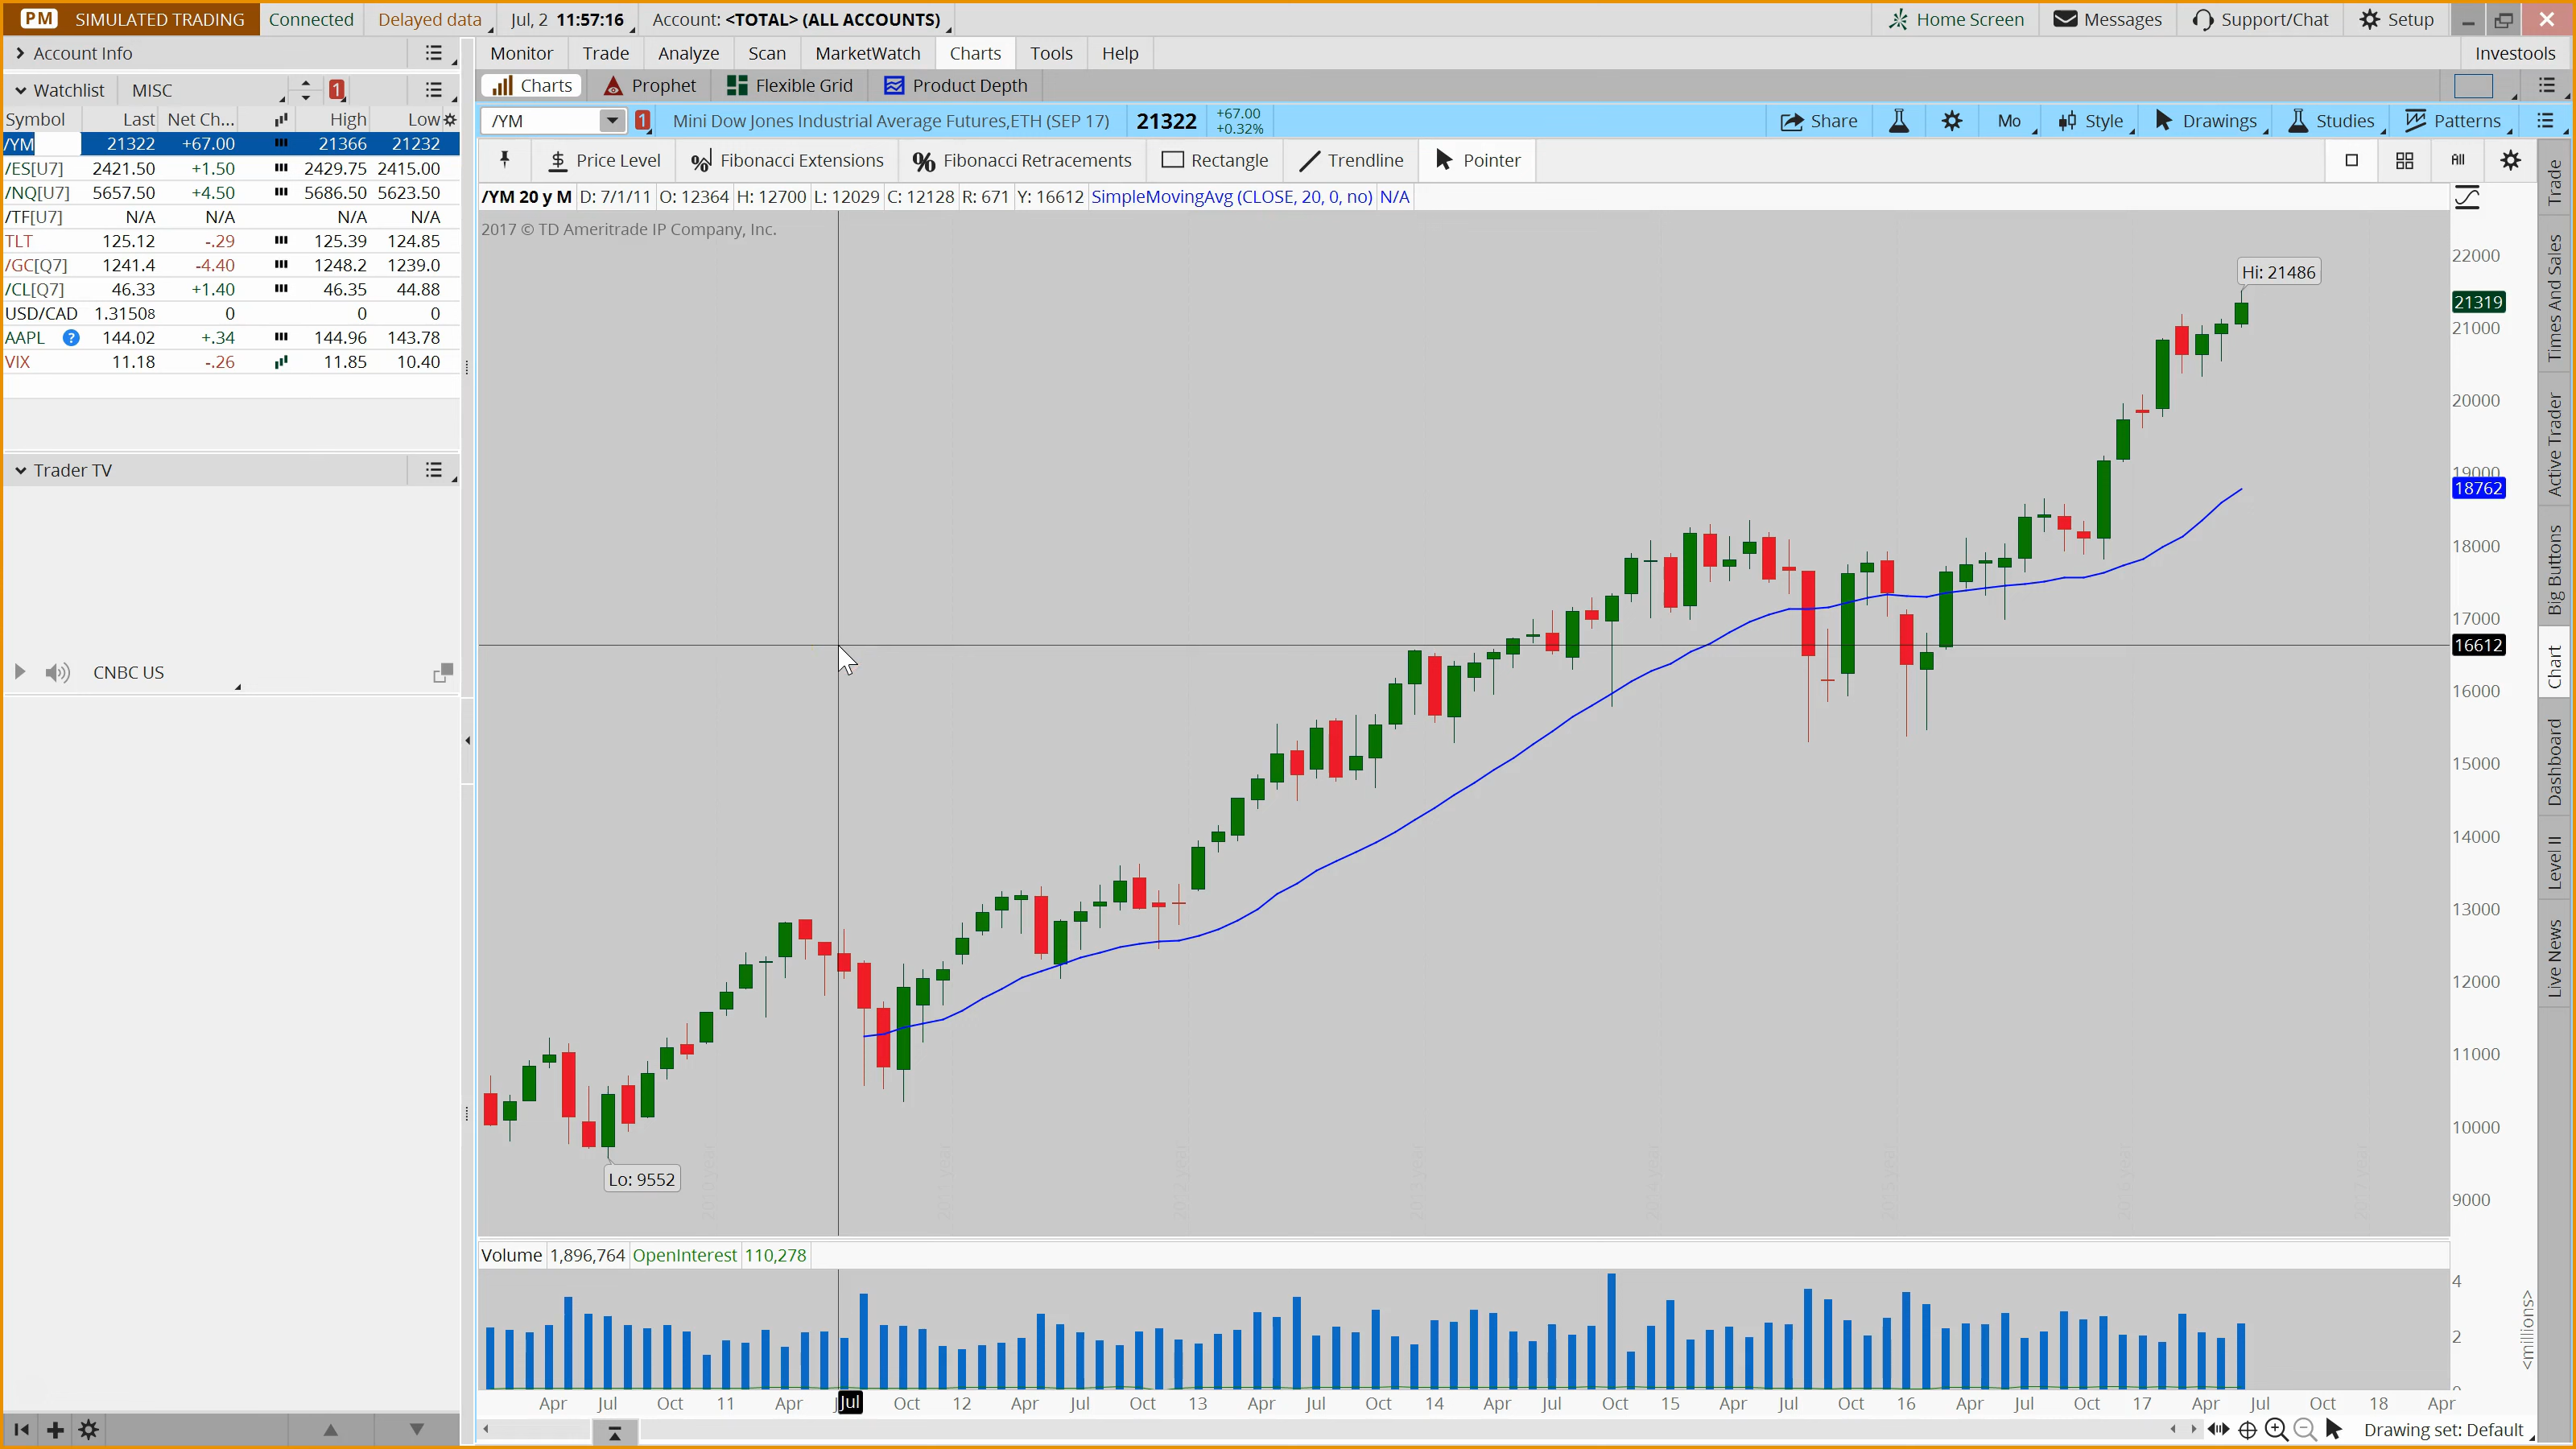 PM SIMULATED TRADING Connected Delayed data Jul, 2 11:57:16 Account: <TOTAL> (ALL ACCOUNTS) Home Screen Messages Support/Chat Setup
Account Info
Monitor Trade Analyze Scan MarketWatch Charts Tools Help Investools
Watchlist MISC 1
Charts Prophet Flexible Grid Product Depth
Symbol Last Net Ch... High Low
/YM 21322 +67.00 21366 21232
/ES[U7] 2421.50 +1.50 2429.75 2415.00
/NQ[U7] 5657.50 +4.50 5686.50 5623.50
/TF[U7] N/A N/A N/A N/A
TLT 125.12 -.29 125.39 124.85
/GC[Q7] 1241.4 -4.40 1248.2 1239.0
/CL[Q7] 46.33 +1.40 46.35 44.88
USD/CAD 1.31508 0 0 0
AAPL ? 144.02 +.34 144.96 143.78
VIX 11.18 -.26 11.85 10.40
Trader TV
CNBC US
/YM 1 Mini Dow Jones Industrial Average Futures,ETH (SEP 17) 21322 +67.00
+0.32%
Share Mo Style Drawings Studies Patterns
$ Price Level % Fibonacci Extensions % Fibonacci Retracements Rectangle Trendline Pointer All
/YM 20 y M D: 7/1/11 O: 12364 H: 12700 L: 12029 C: 12128 R: 671 Y: 16612 SimpleMovingAvg (CLOSE, 20, 0, no) N/A
2017 © TD Ameritrade IP Company, Inc.
22000
Hi: 21486
21319
21000
20000
19000
18762
18000
17000
16612
16000
15000
14000
13000
12000
11000
10000
Lo: 9552
9000
Volume 1,896,764 OpenInterest 110,278
4
2
<millions>
Apr Jul Oct 11 Apr Jul Oct 12 Apr Jul Oct 13 Apr Jul Oct 14 Apr Jul Oct 15 Apr Jul Oct 16 Apr Jul Oct 17 Apr Jul Oct 18 Apr
Drawing set: Default
Trade
Times And Sales
Active Trader
Big Buttons
Chart
Dashboard
Level II
Live News